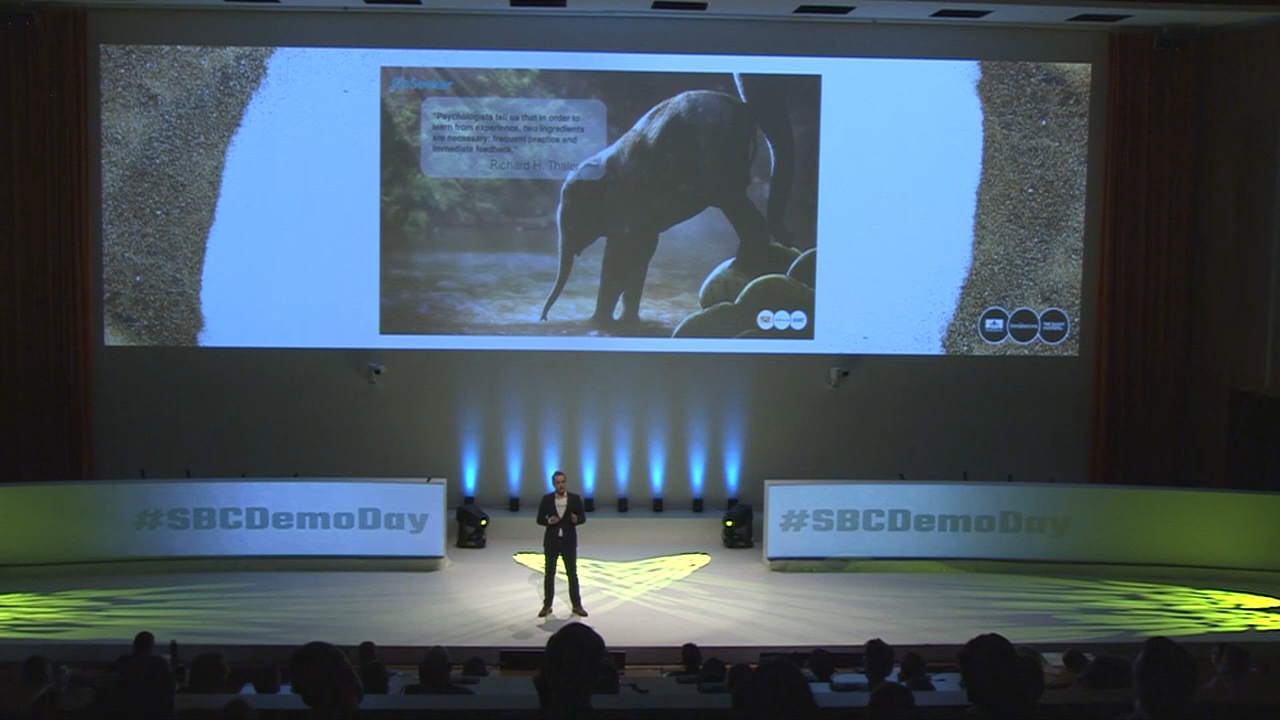 "Psychologists tell us that in order to
learn from experience, two ingredients
are necessary: frequent practice and
immediate feedback."
Richard H. Thaler
#SBCDemoDay
#SBCDemoDay